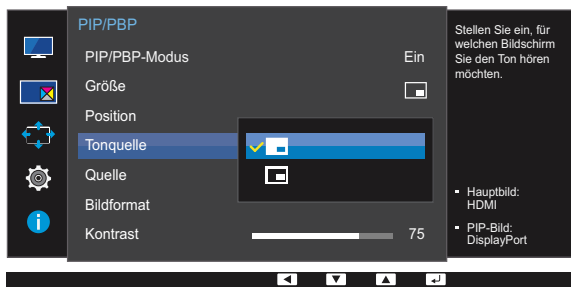 PIP/PBP
PIP/PBP-Modus Ein
Größe
Position
Tonquelle
Quelle
Bildformat
Kontrast 75
Stellen Sie ein, für
welchen Bildschirm
Sie den Ton hören
möchten.
Hauptbild:
HDMI
PIP-Bild:
DisplayPort